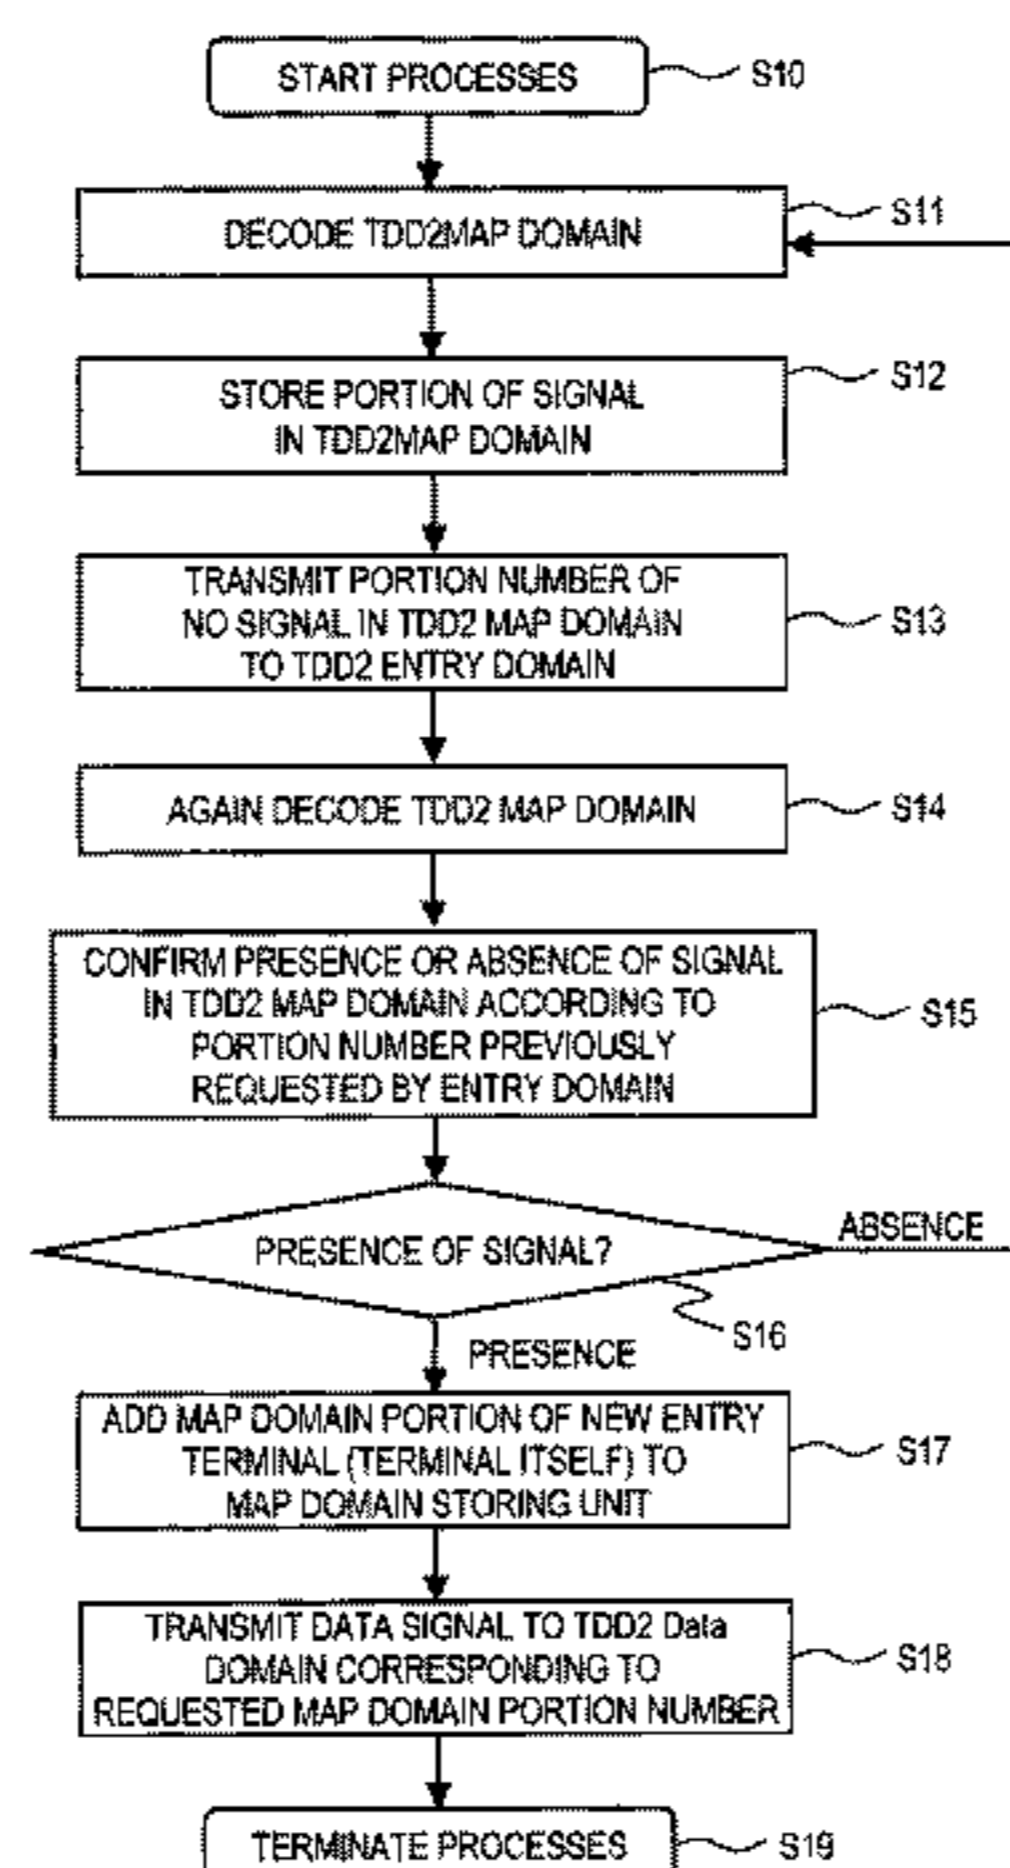 START PROCESSES
S10
DECODE TDD2MAP DOMAIN
S11
STORE PORTION OF SIGNAL
IN TDD2MAP DOMAIN
S12
TRANSMIT PORTION NUMBER OF
NO SIGNAL IN TDD2 MAP DOMAIN
TO TDD2 ENTRY DOMAIN
S13
AGAIN DECODE TDD2 MAP DOMAIN
S14
CONFIRM PRESENCE OR ABSENCE OF SIGNAL
IN TDD2 MAP DOMAIN ACCORDING TO
PORTION NUMBER PREVIOUSLY
REQUESTED BY ENTRY DOMAIN
S15
PRESENCE OF SIGNAL?
ABSENCE
S16
PRESENCE
ADD MAP DOMAIN PORTION OF NEW ENTRY
TERMINAL (TERMINAL ITSELF) TO
MAP DOMAIN STORING UNIT
S17
TRANSMIT DATA SIGNAL TO TDD2 Data
DOMAIN CORRESPONDING TO
REQUESTED MAP DOMAIN PORTION NUMBER
S18
TERMINATE PROCESSES
S19